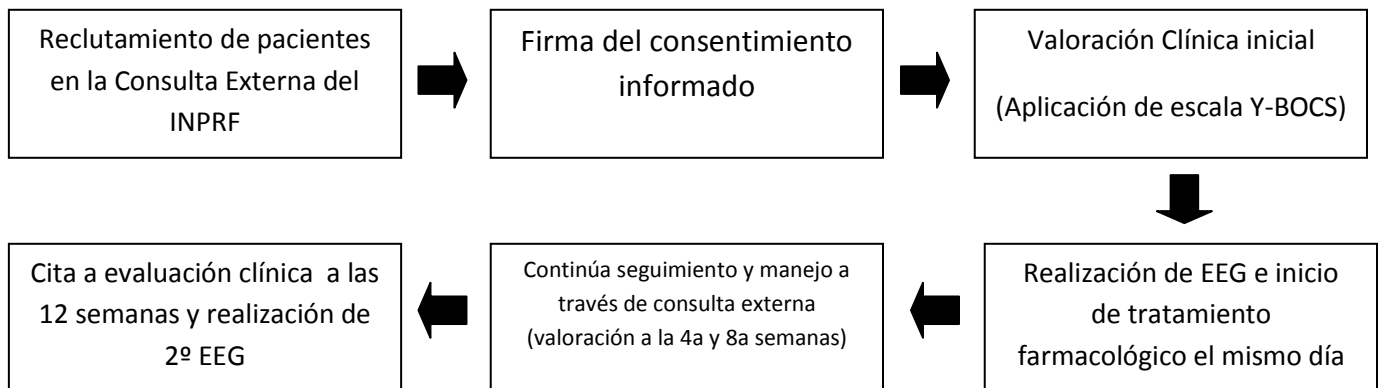 Reclutamiento de pacientes
en la Consulta Externa del
INPRF
Firma del consentimiento
informado
Valoración Clínica inicial
(Aplicación de escala Y-BOCS)
Realización de EEG e inicio
de tratamiento
farmacológico el mismo día
Continúa seguimiento y manejo a
través de consulta externa
(valoración a la 4a y 8a semanas)
Cita a evaluación clínica a las
12 semanas y realización de
2º EEG